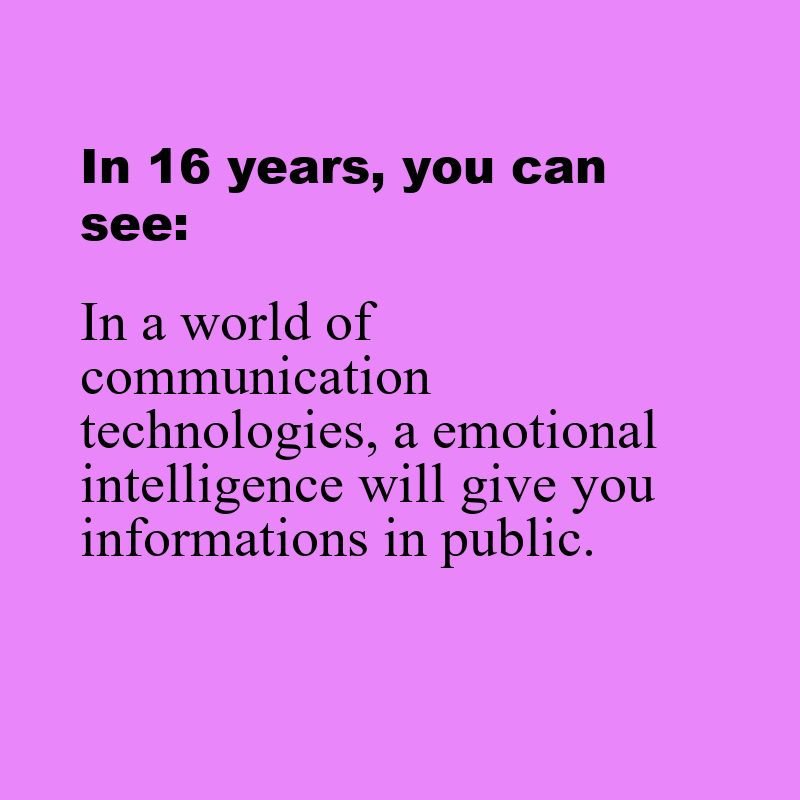 In 16 years, you can
see:
In a world of
communication
technologies, a emotional
intelligence will give you
informations in public.